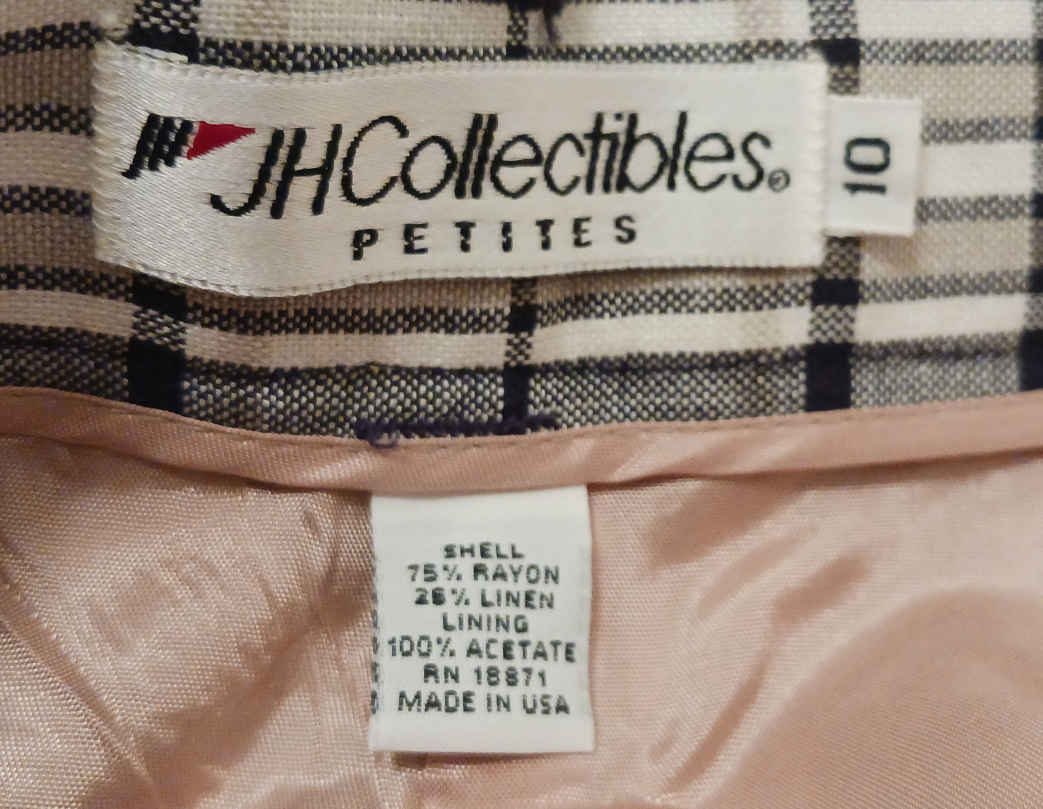 JHCollectibles®
PETITES
10
SHELL
75% RAYON
25% LINEN
LINING
100% ACETATE
RN 18871
MADE IN USA